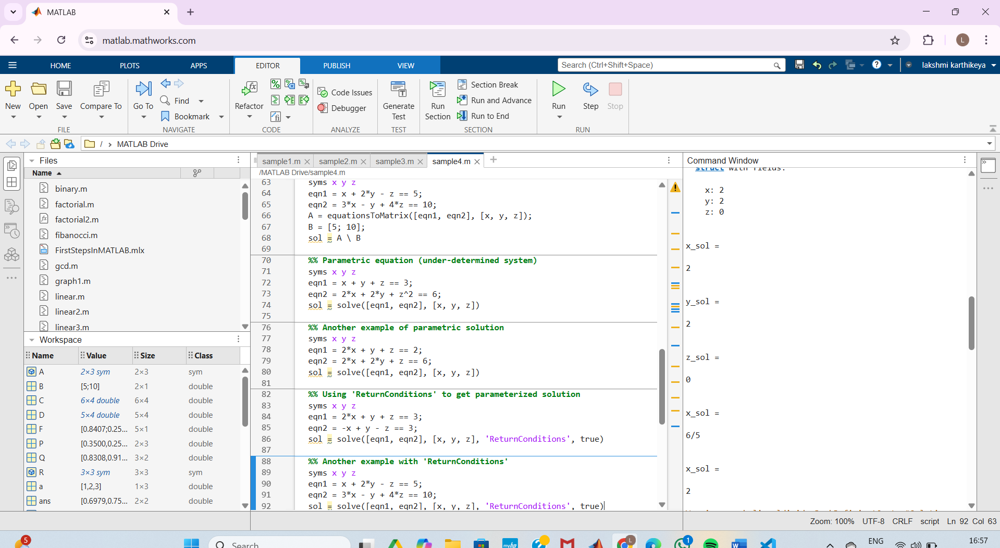 MATLAB
matlab.mathworks.com
L
HOME PLOTS APPS EDITOR PUBLISH VIEW
Search (Ctrl+Shift+Space)
lakshmi karthikeya
New Open Save Compare To
FILE
Go To
Find
Bookmark
NAVIGATE
Refactor
CODE
Code Issues
Debugger
ANALYZE
Generate
Test
TEST
Run
Section
Section Break
Run and Advance
Run to End
SECTION
Run Step Stop
RUN
/ › MATLAB Drive
Files
Name
binary.m
factorial.m
factorial2.m
fibanocci.m
FirstStepsInMATLAB.mlx
gcd.m
graph1.m
linear.m
linear2.m
linear3.m
Workspace
Name Value Size Class
A 2×3 sym 2×3 sym
B [5;10] 2×1 double
C 6×4 double 6×4 double
D 5×4 double 5×4 double
F [0.8407;0.25... 5×1 double
P [0.3500,0.25... 2×3 double
Q [0.8308,0.91... 3×2 double
R 3×3 sym 3×3 sym
a [1,2,3] 1×3 double
ans [0.6979,0.75... 2×2 double
sample1.m sample2.m sample3.m sample4.m
/MATLAB Drive/sample4.m
63 syms x y z
64 eqn1 = x + 2*y - z == 5;
65 eqn2 = 3*x - y + 4*z == 10;
66 A = equationsToMatrix([eqn1, eqn2], [x, y, z]);
67 B = [5; 10];
68 sol = A \ B
69
70 %% Parametric equation (under-determined system)
71 syms x y z
72 eqn1 = x + y + z == 3;
73 eqn2 = 2*x + 2*y + z^2 == 6;
74 sol = solve([eqn1, eqn2], [x, y, z])
75
76 %% Another example of parametric solution
77 syms x y z
78 eqn1 = 2*x + y + z == 2;
79 eqn2 = 2*x + 2*y + z == 6;
80 sol = solve([eqn1, eqn2], [x, y, z])
81
82 %% Using 'ReturnConditions' to get parameterized solution
83 syms x y z
84 eqn1 = 2*x + y + z == 3;
85 eqn2 = -x + y - z == 3;
86 sol = solve([eqn1, eqn2], [x, y, z], 'ReturnConditions', true)
87
88 %% Another example with 'ReturnConditions'
89 syms x y z
90 eqn1 = x + 2*y - z == 5;
91 eqn2 = 3*x - y + 4*z == 10;
92 sol = solve([eqn1, eqn2], [x, y, z], 'ReturnConditions', true)
Command Window
struct with fields:
x: 2
y: 2
z: 0
x_sol =
2
y_sol =
2
z_sol =
0
x_sol =
6/5
x_sol =
2
Zoom: 100% UTF-8 CRLF script Ln 92 Col 63
5
Search
myhp
L
1
W
ENG
16:57